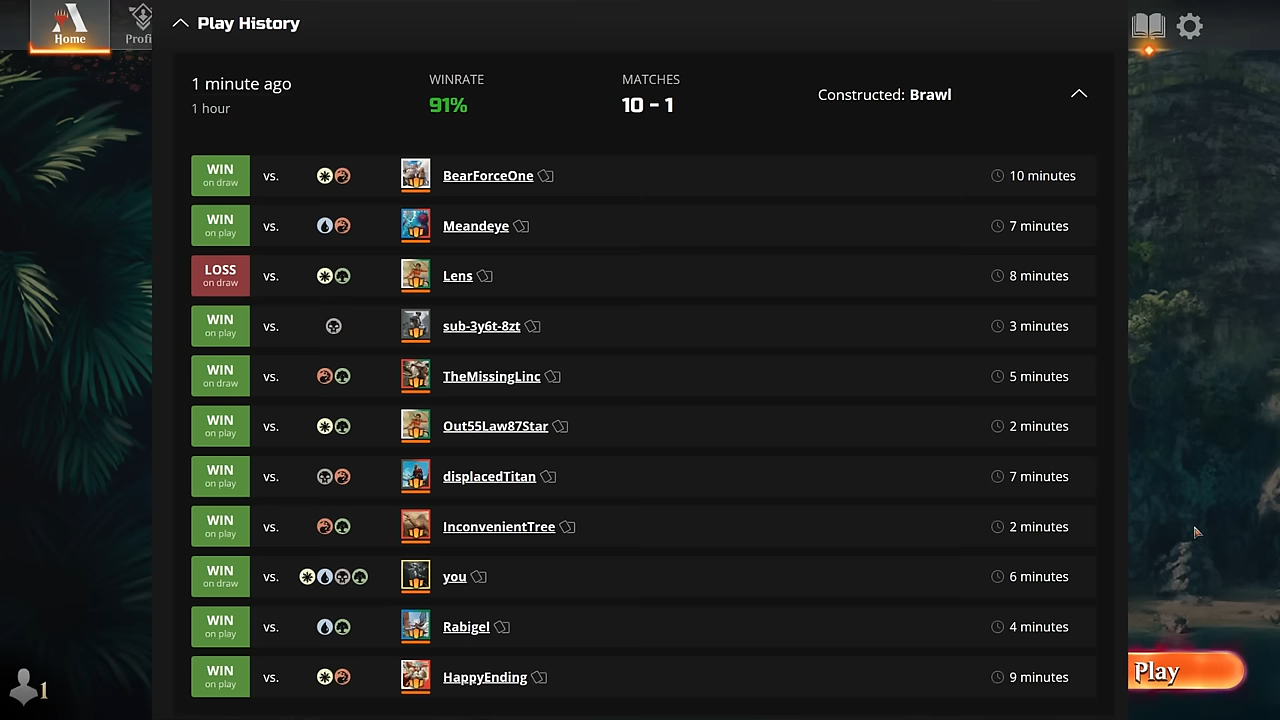 Home
Profi
Play History
1 minute ago
1 hour
WINRATE
91%
MATCHES
10 - 1
Constructed: Brawl
WIN on draw vs. BearForceOne 10 minutes
WIN on play vs. Meandeye 7 minutes
LOSS on draw vs. Lens 8 minutes
WIN on play vs. sub-3y6t-8zt 3 minutes
WIN on draw vs. TheMissingLinc 5 minutes
WIN on play vs. Out55Law87Star 2 minutes
WIN on play vs. displacedTitan 7 minutes
WIN on play vs. InconvenientTree 2 minutes
WIN on draw vs. you 6 minutes
WIN on play vs. Rabigel 4 minutes
WIN on play vs. HappyEnding 9 minutes
1
Play